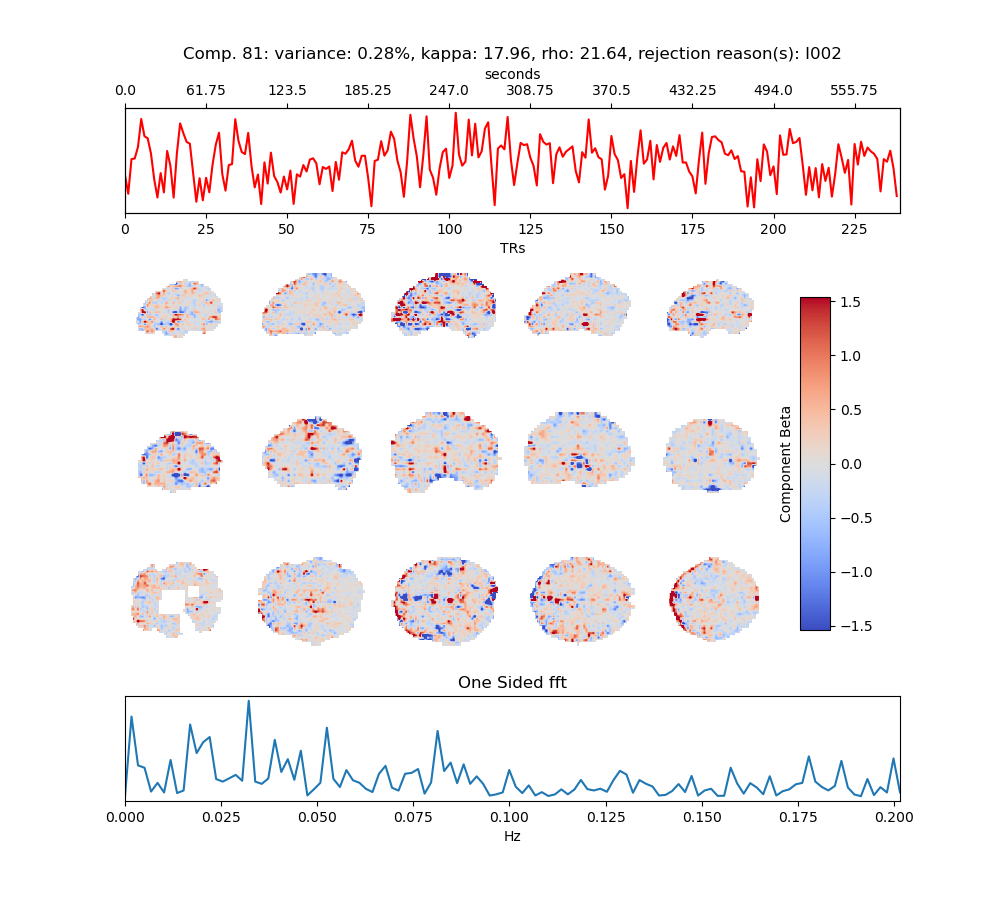 Comp. 81: variance: 0.28%, kappa: 17.96, rho: 21.64, rejection reason(s): I002
seconds
0.0 61.75 123.5 185.25 247.0 308.75 370.5 432.25 494.0 555.75
0 25 50 75 100 125 150 175 200 225
TRs
1.5
1.0
0.5
0.0
−0.5
−1.0
−1.5
Component Beta
One Sided fft
0.000 0.025 0.050 0.075 0.100 0.125 0.150 0.175 0.200
Hz